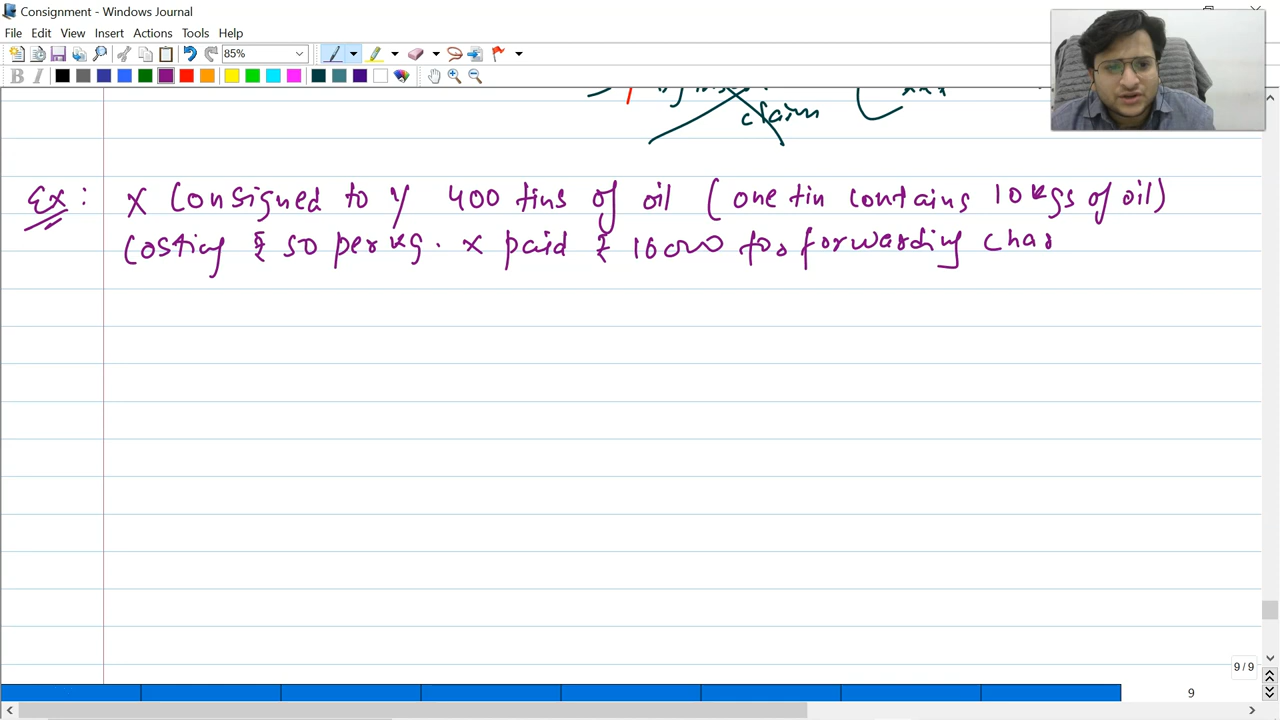 Consignment - Windows Journal
File Edit View Insert Actions Tools Help
85%
B I
claim
Ex: X Consigned to Y 400 tins of oil (one tin contains 10 kgs of oil)
Costing ₹ 50 per kg. X paid ₹ 16000 for forwarding char
9 / 9
9